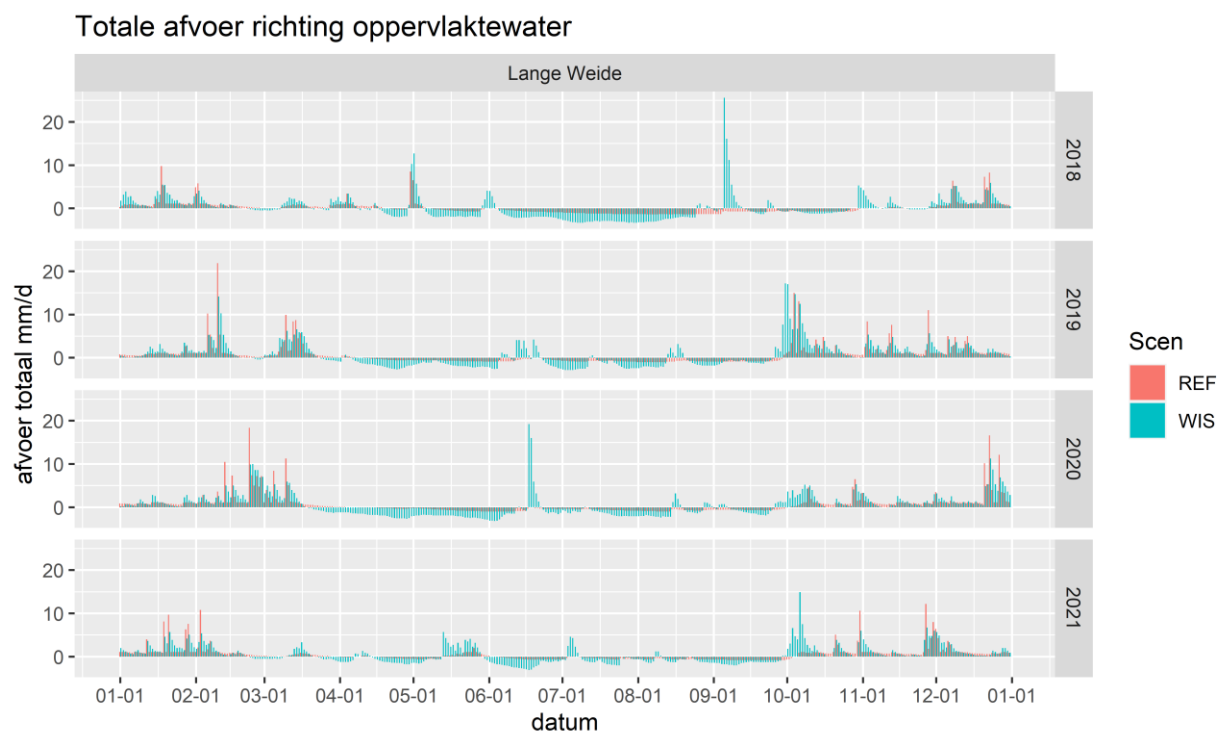 Totale afvoer richting oppervlaktewater
Lange Weide
afvoer totaal mm/d
20
10
0
2018
20
10
0
2019
20
10
0
2020
20
10
0
2021
01-01 02-01 03-01 04-01 05-01 06-01 07-01 08-01 09-01 10-01 11-01 12-01 01-01
datum
Scen
REF
WIS